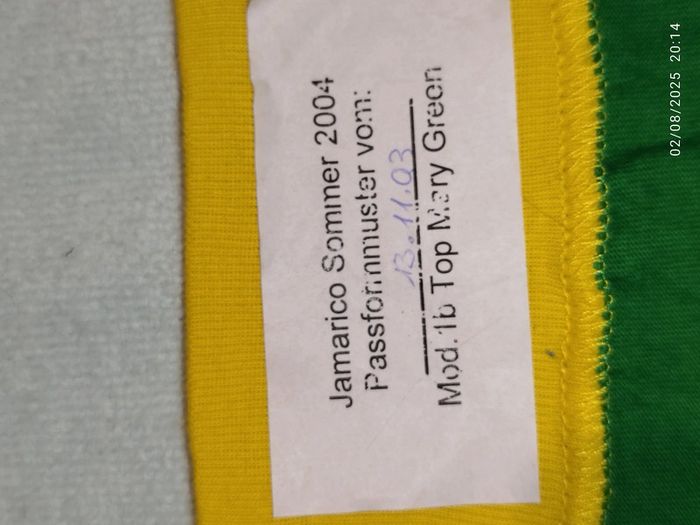 Jamarico Sommer 2004
Passformmuster vom:
13.11.03
Mod.1b Top Mary Green
02/08/2025 20:14